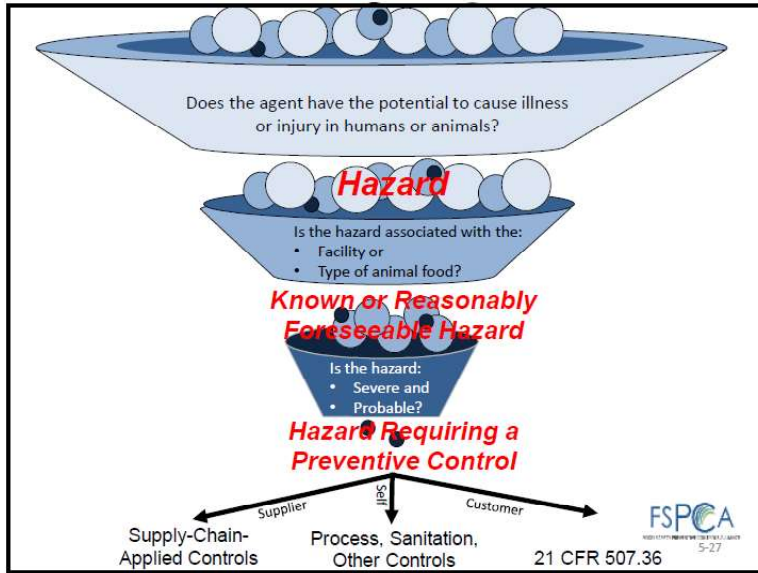 Does the agent have the potential to cause illness
or injury in humans or animals?
Hazard
Is the hazard associated with the:
• Facility or
• Type of animal food?
Known or Reasonably
Foreseeable Hazard
Is the hazard:
• Severe and
• Probable?
Hazard Requiring a
Preventive Control
Supplier
Self
Customer
Supply-Chain-
Applied Controls
Process, Sanitation,
Other Controls
21 CFR 507.36
FSPCA
5-27